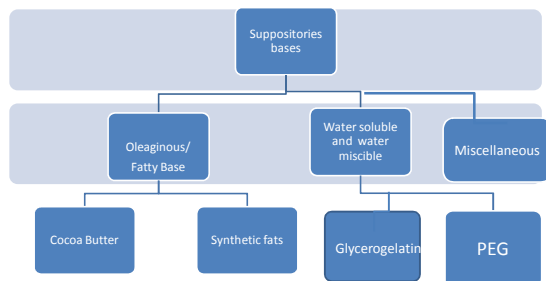 Suppositories
bases
Oleaginous/
Fatty Base
Water soluble
and water
miscible
Miscellaneous
Cocoa Butter
Synthetic fats
Glycerogelatin
PEG